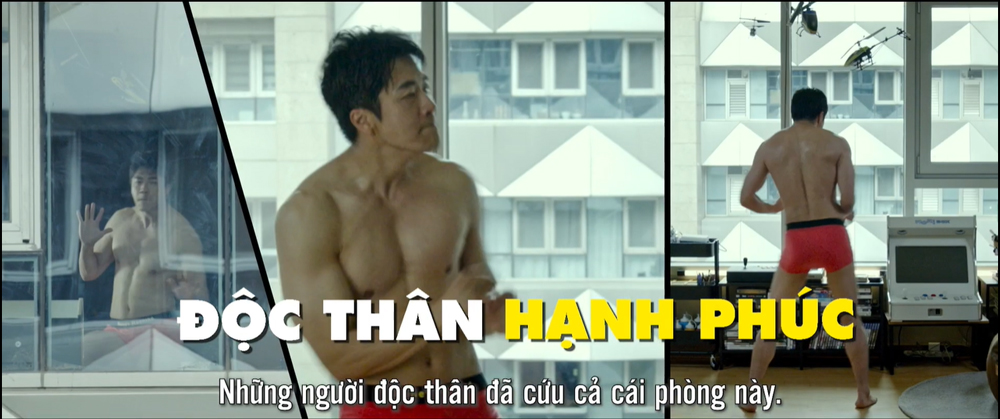 ĐỘC THÂN HẠNH PHÚC
Những người độc thân đã cứu cả cái phòng này.